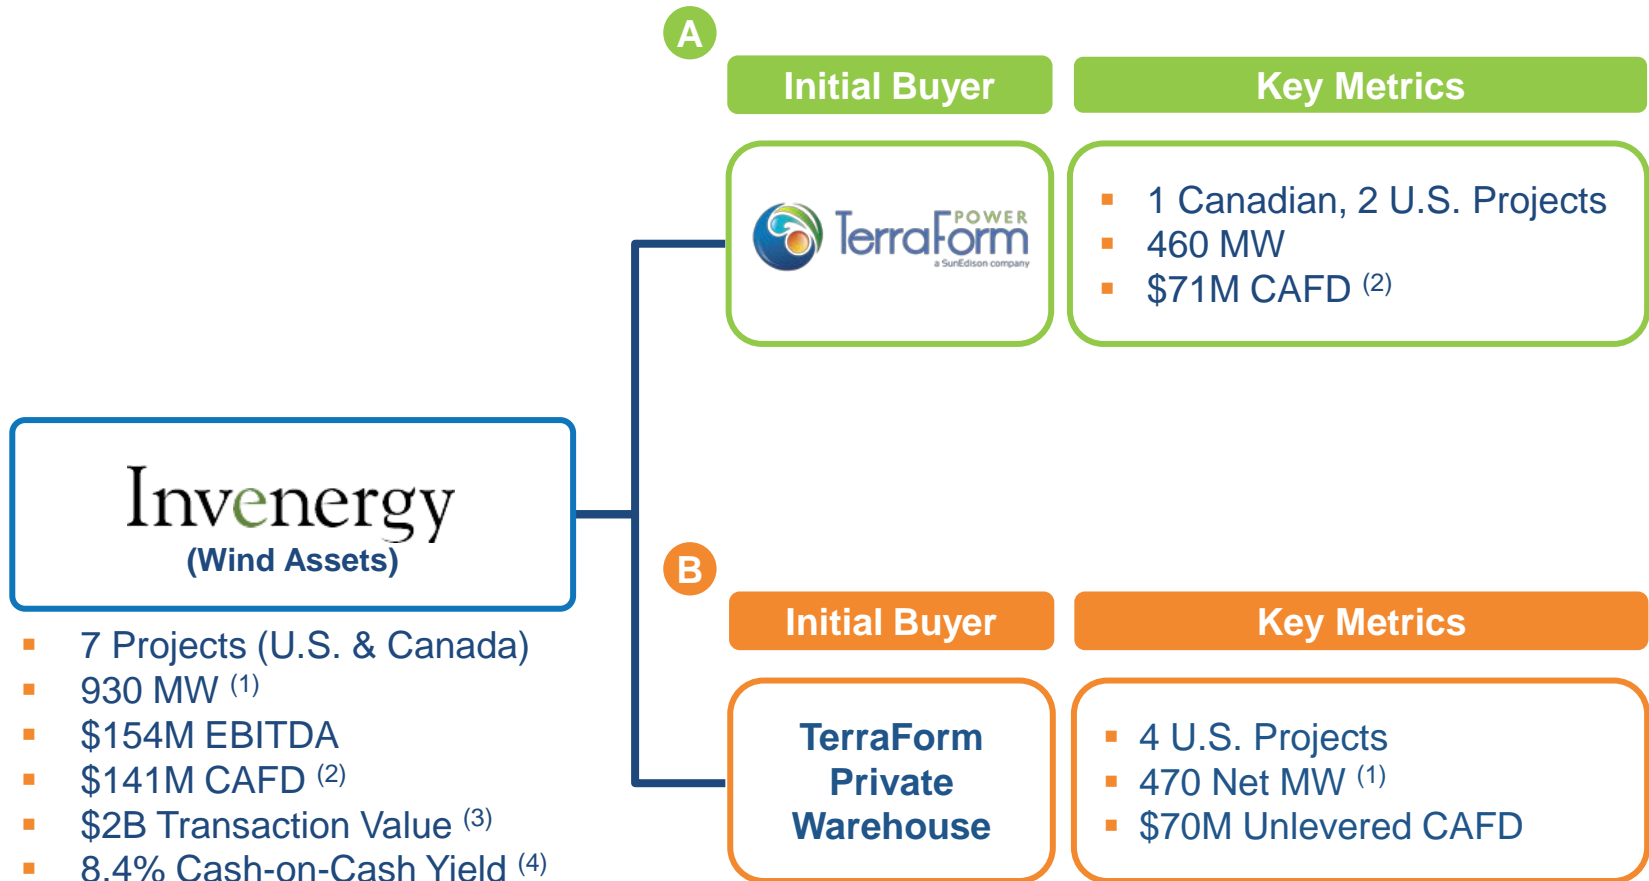 A
Initial Buyer
Key Metrics
POWER
TerraForm
a SunEdison company
▪ 1 Canadian, 2 U.S. Projects
▪ 460 MW
▪ $71M CAFD (2)
Invenergy
(Wind Assets)
▪ 7 Projects (U.S. & Canada)
▪ 930 MW (1)
▪ $154M EBITDA
▪ $141M CAFD (2)
▪ $2B Transaction Value (3)
▪ 8.4% Cash-on-Cash Yield (4)
B
Initial Buyer
Key Metrics
TerraForm
Private
Warehouse
▪ 4 U.S. Projects
▪ 470 Net MW (1)
▪ $70M Unlevered CAFD